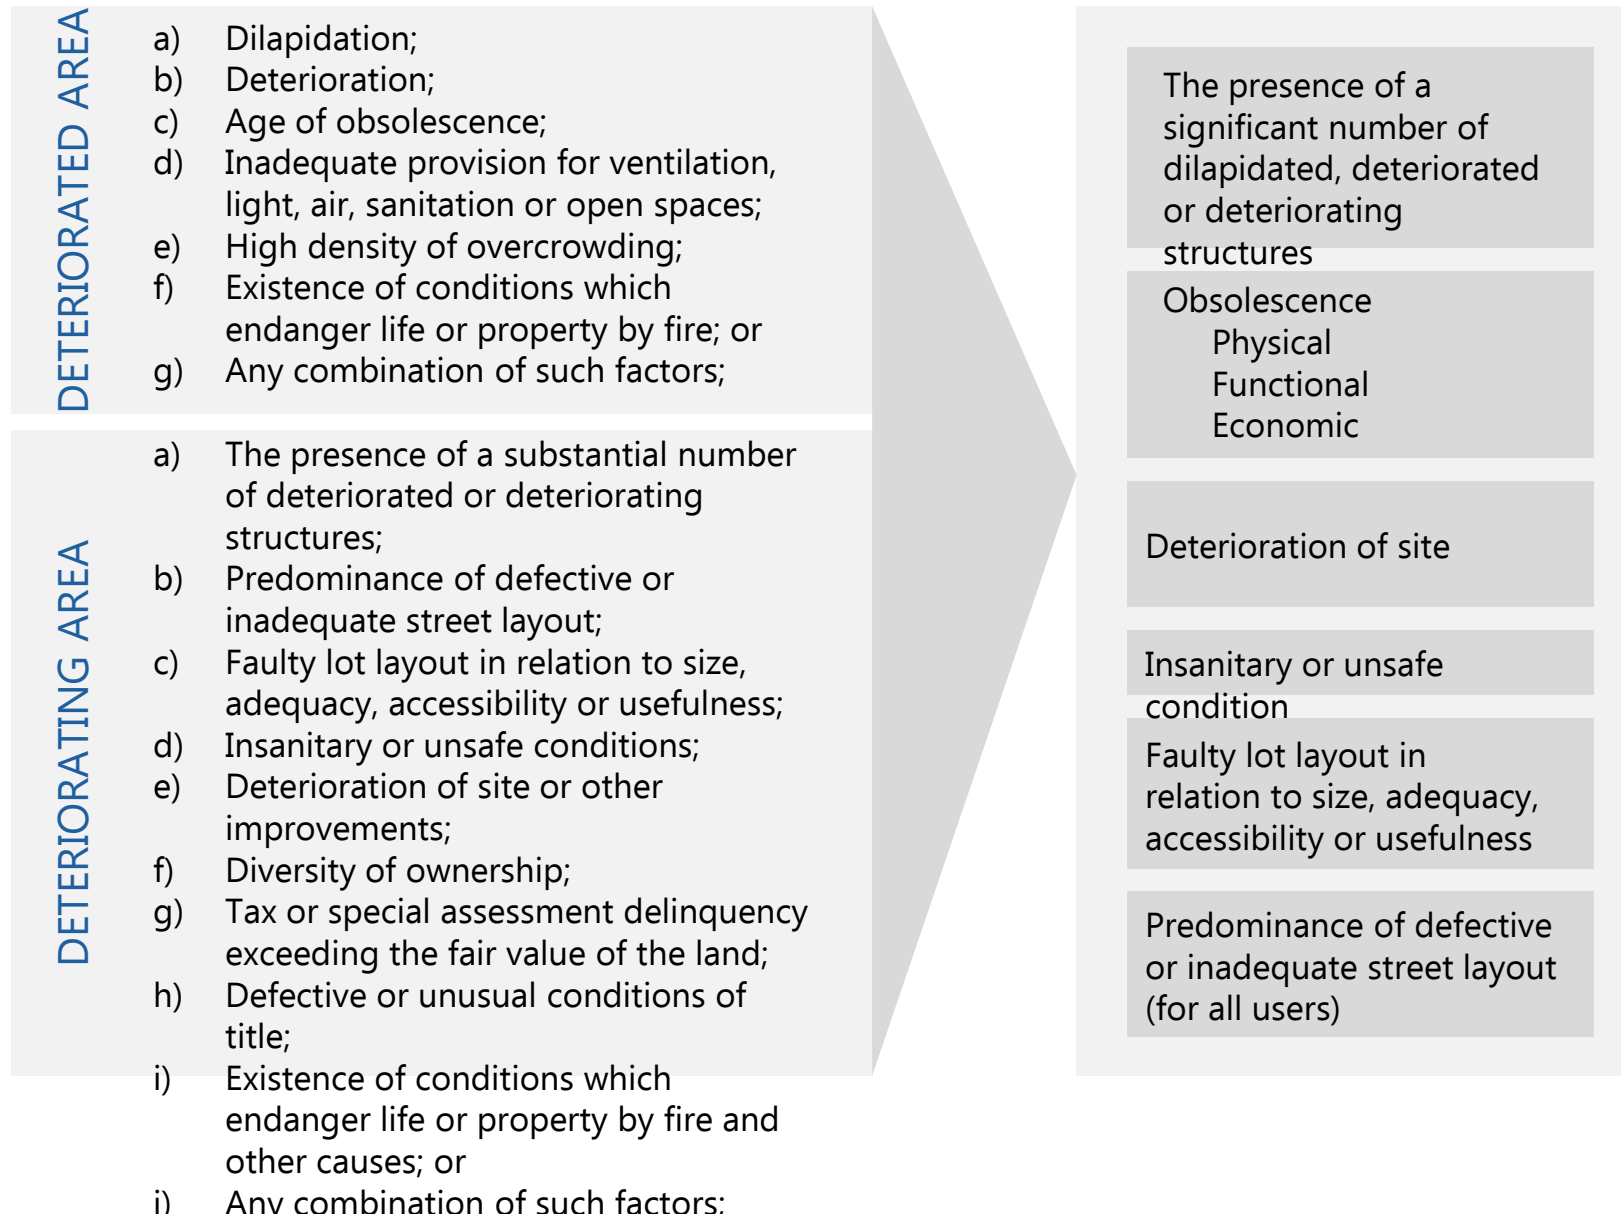 DETERIORATED AREA
a) Dilapidation;
b) Deterioration;
c) Age of obsolescence;
d) Inadequate provision for ventilation,
light, air, sanitation or open spaces;
e) High density of overcrowding;
f) Existence of conditions which
endanger life or property by fire; or
g) Any combination of such factors;
DETERIORATING AREA
a) The presence of a substantial number
of deteriorated or deteriorating
structures;
b) Predominance of defective or
inadequate street layout;
c) Faulty lot layout in relation to size,
adequacy, accessibility or usefulness;
d) Insanitary or unsafe conditions;
e) Deterioration of site or other
improvements;
f) Diversity of ownership;
g) Tax or special assessment delinquency
exceeding the fair value of the land;
h) Defective or unusual conditions of
title;
i) Existence of conditions which
endanger life or property by fire and
other causes; or
j) Any combination of such factors;
The presence of a
significant number of
dilapidated, deteriorated
or deteriorating
structures
Obsolescence
Physical
Functional
Economic
Deterioration of site
Insanitary or unsafe
condition
Faulty lot layout in
relation to size, adequacy,
accessibility or usefulness
Predominance of defective
or inadequate street layout
(for all users)